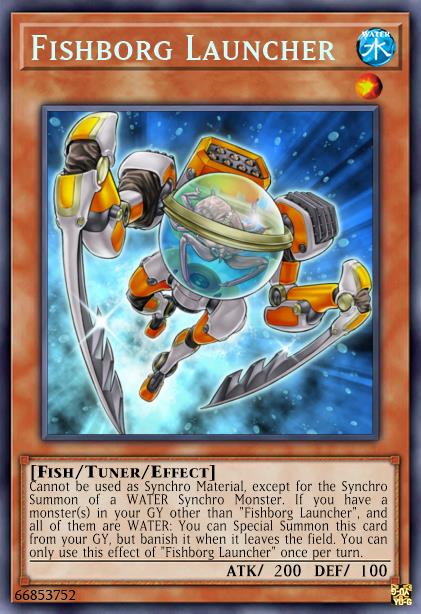 Fishborg Launcher
WATER
水
[Fish/Tuner/Effect]
Cannot be used as Synchro Material, except for the Synchro
Summon of a WATER Synchro Monster. If you have a
monster(s) in your GY other than "Fishborg Launcher", and
all of them are WATER: You can Special Summon this card
from your GY, but banish it when it leaves the field. You can
only use this effect of "Fishborg Launcher" once per turn.
ATK/ 200 DEF/ 100
66853752